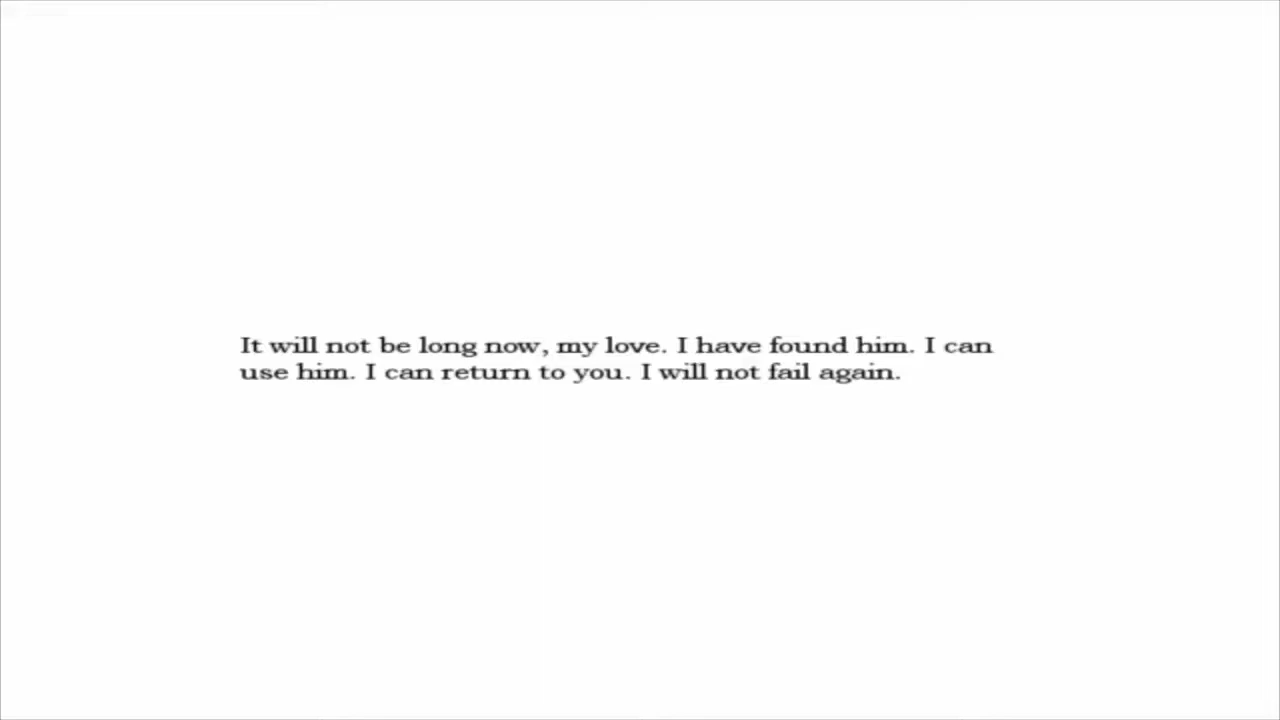 It will not be long now, my love. I have found him. I can
use him. I can return to you. I will not fail again.